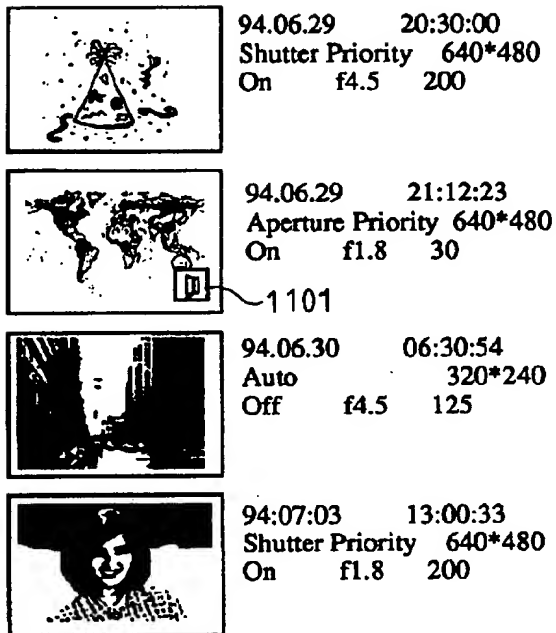 94.06.29 20:30:00
Shutter Priority 640*480
On f4.5 200
94.06.29 21:12:23
Aperture Priority 640*480
On f1.8 30
1101
94.06.30 06:30:54
Auto 320*240
Off f4.5 125
94:07:03 13:00:33
Shutter Priority 640*480
On f1.8 200